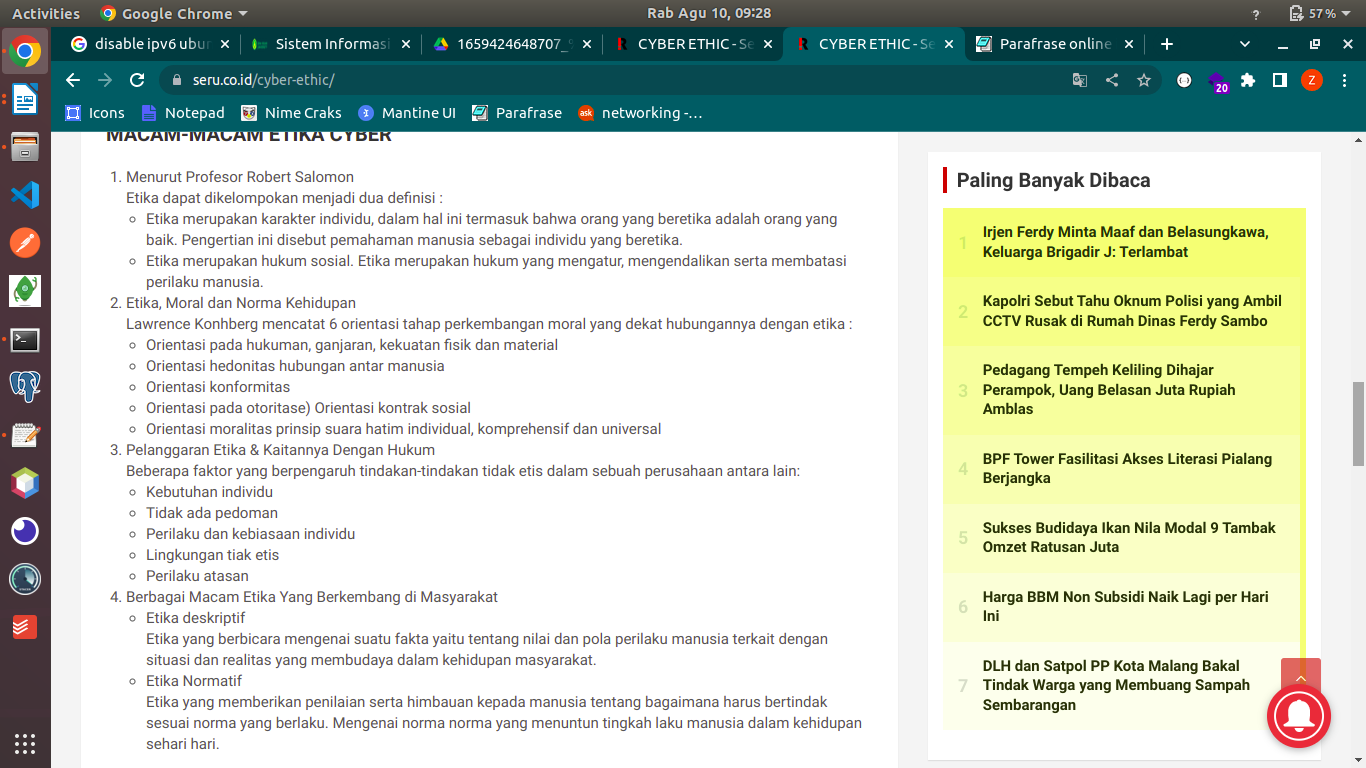 Activities
Google Chrome
Rab Agu 10, 09:28
?
57%
disable ipv6 ubu
Sistem Informasi
1659424648707_
CYBER ETHIC - Se
CYBER ETHIC - Se
Parafrase online
seru.co.id/cyber-ethic/
20
Z
Icons
Notepad
Nime Craks
Mantine UI
Parafrase
ask
networking -...
MACAM-MACAM ETIKA CYBER
1. Menurut Profesor Robert Salomon
Etika dapat dikelompokan menjadi dua definisi :
Etika merupakan karakter individu, dalam hal ini termasuk bahwa orang yang beretika adalah orang yang
baik. Pengertian ini disebut pemahaman manusia sebagai individu yang beretika.
Etika merupakan hukum sosial. Etika merupakan hukum yang mengatur, mengendalikan serta membatasi
perilaku manusia.
2. Etika, Moral dan Norma Kehidupan
Lawrence Konhberg mencatat 6 orientasi tahap perkembangan moral yang dekat hubungannya dengan etika :
Orientasi pada hukuman, ganjaran, kekuatan fisik dan material
Orientasi hedonitas hubungan antar manusia
Orientasi konformitas
Orientasi pada otoritase) Orientasi kontrak sosial
Orientasi moralitas prinsip suara hatim individual, komprehensif dan universal
3. Pelanggaran Etika & Kaitannya Dengan Hukum
Beberapa faktor yang berpengaruh tindakan-tindakan tidak etis dalam sebuah perusahaan antara lain:
Kebutuhan individu
Tidak ada pedoman
Perilaku dan kebiasaan individu
Lingkungan tiak etis
Perilaku atasan
4. Berbagai Macam Etika Yang Berkembang di Masyarakat
Etika deskriptif
Etika yang berbicara mengenai suatu fakta yaitu tentang nilai dan pola perilaku manusia terkait dengan
situasi dan realitas yang membudaya dalam kehidupan masyarakat.
Etika Normatif
Etika yang memberikan penilaian serta himbauan kepada manusia tentang bagaimana harus bertindak
sesuai norma yang berlaku. Mengenai norma norma yang menuntun tingkah laku manusia dalam kehidupan
sehari hari.
Paling Banyak Dibaca
1
Irjen Ferdy Minta Maaf dan Belasungkawa,
Keluarga Brigadir J: Terlambat
2
Kapolri Sebut Tahu Oknum Polisi yang Ambil
CCTV Rusak di Rumah Dinas Ferdy Sambo
3
Pedagang Tempeh Keliling Dihajar
Perampok, Uang Belasan Juta Rupiah
Amblas
4
BPF Tower Fasilitasi Akses Literasi Pialang
Berjangka
5
Sukses Budidaya Ikan Nila Modal 9 Tambak
Omzet Ratusan Juta
6
Harga BBM Non Subsidi Naik Lagi per Hari
Ini
7
DLH dan Satpol PP Kota Malang Bakal
Tindak Warga yang Membuang Sampah
Sembarangan